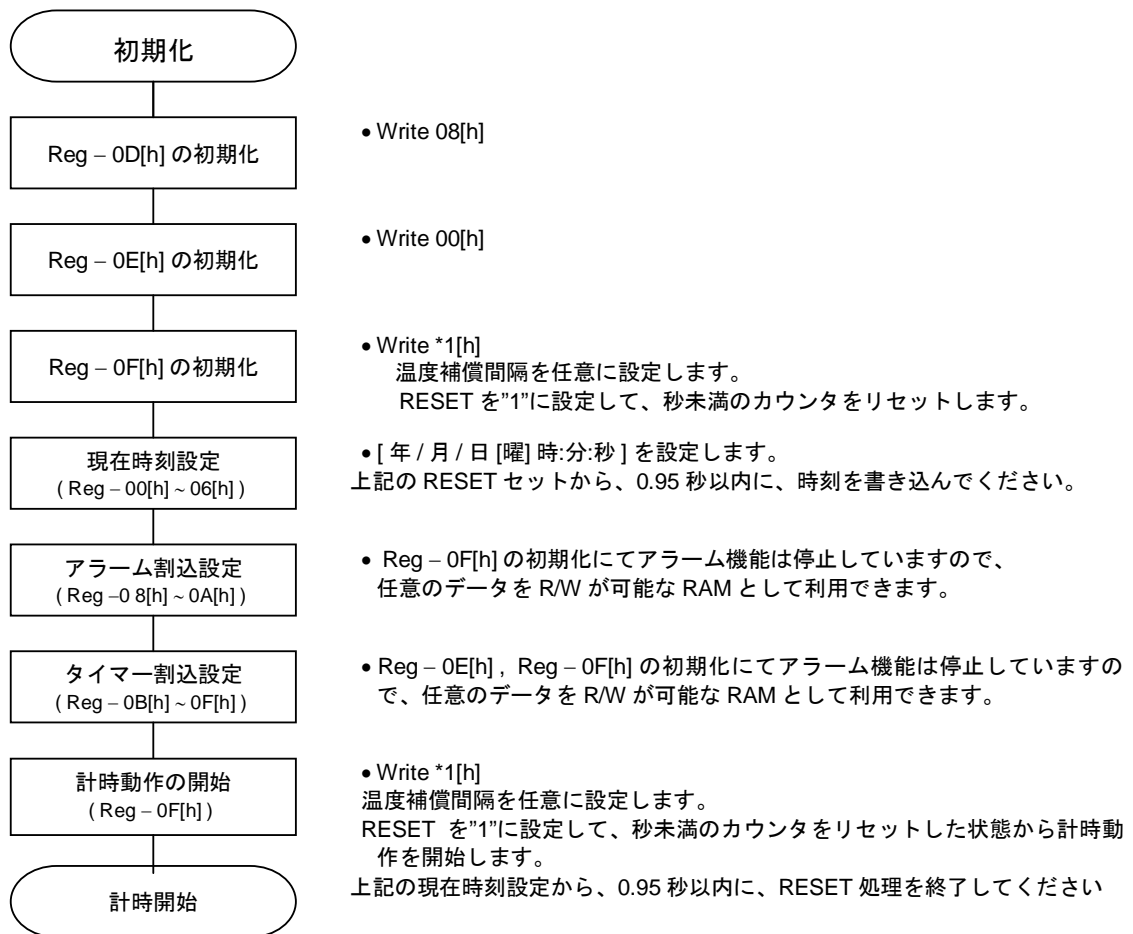 初期化
Reg – 0D[h] の初期化
• Write 08[h]
Reg – 0E[h] の初期化
• Write 00[h]
Reg – 0F[h] の初期化
• Write *1[h]
温度補償間隔を任意に設定します。
RESET を”1”に設定して、秒未満のカウンタをリセットします。
現在時刻設定
( Reg – 00[h] ~ 06[h] )
• [ 年 / 月 / 日 [曜] 時:分:秒 ] を設定します。
上記の RESET セットから、0.95 秒以内に、時刻を書き込んでください。
アラーム割込設定
( Reg –0 8[h] ~ 0A[h] )
• Reg – 0F[h] の初期化にてアラーム機能は停止していますので、
任意のデータを R/W が可能な RAM として利用できます。
タイマー割込設定
( Reg – 0B[h] ~ 0F[h] )
• Reg – 0E[h] , Reg – 0F[h] の初期化にてアラーム機能は停止していますの
で、任意のデータを R/W が可能な RAM として利用できます。
計時動作の開始
( Reg – 0F[h] )
• Write *1[h]
温度補償間隔を任意に設定します。
RESET を”1”に設定して、秒未満のカウンタをリセットした状態から計時動
作を開始します。
計時開始
上記の現在時刻設定から、0.95 秒以内に、RESET 処理を終了してください